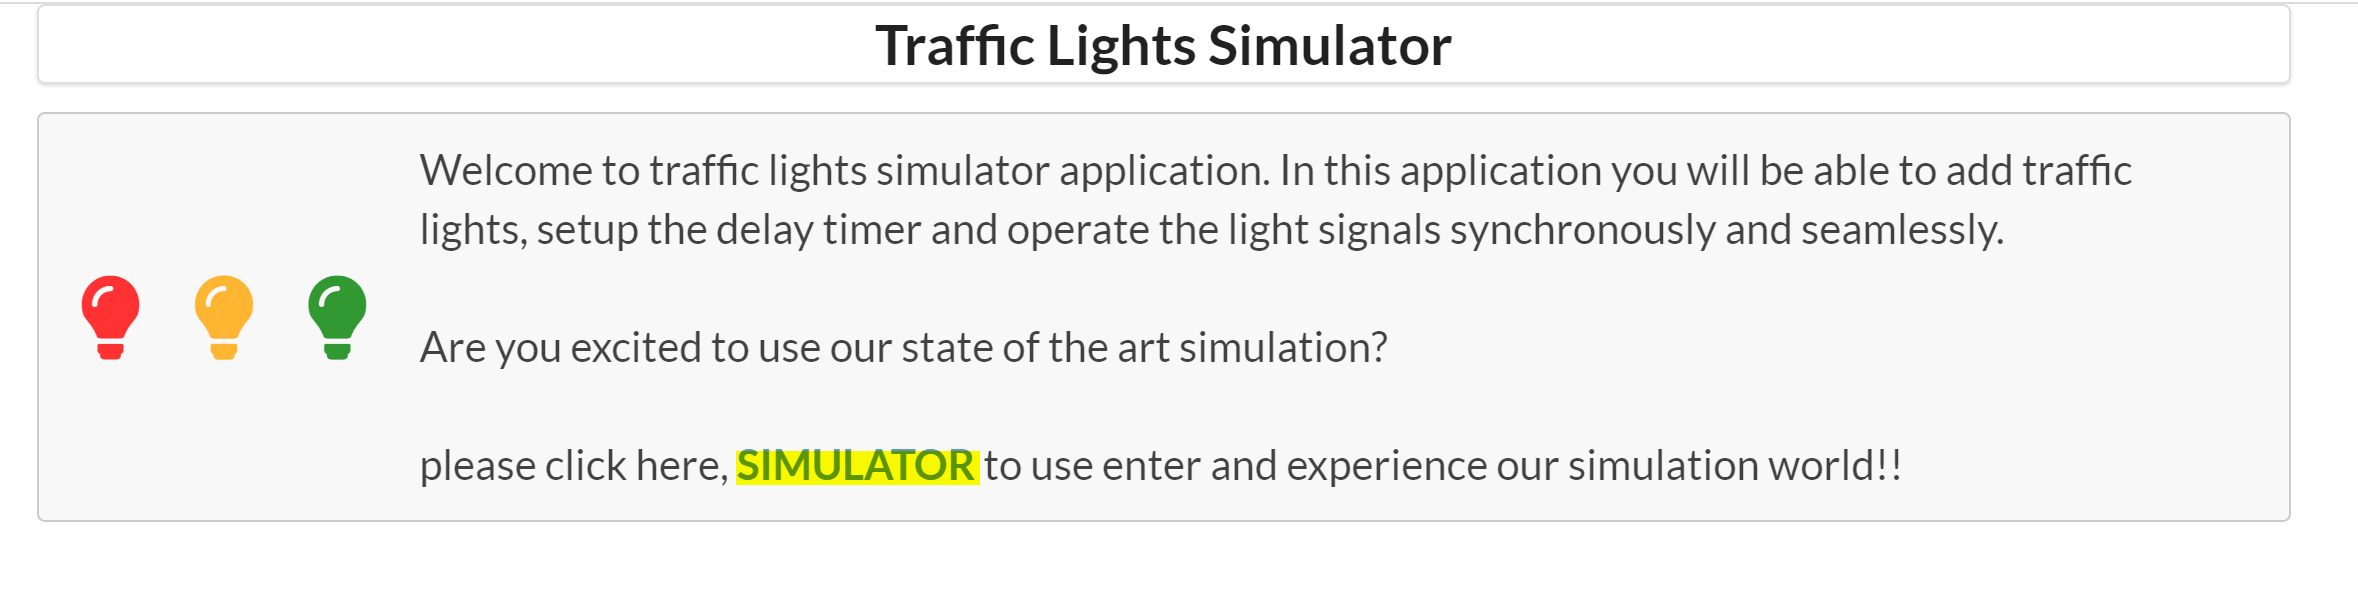 Traffic Lights Simulator
Welcome to traffic lights simulator application. In this application you will be able to add traffic
lights, setup the delay timer and operate the light signals synchronously and seamlessly.
Are you excited to use our state of the art simulation?
please click here, SIMULATOR to use enter and experience our simulation world!!